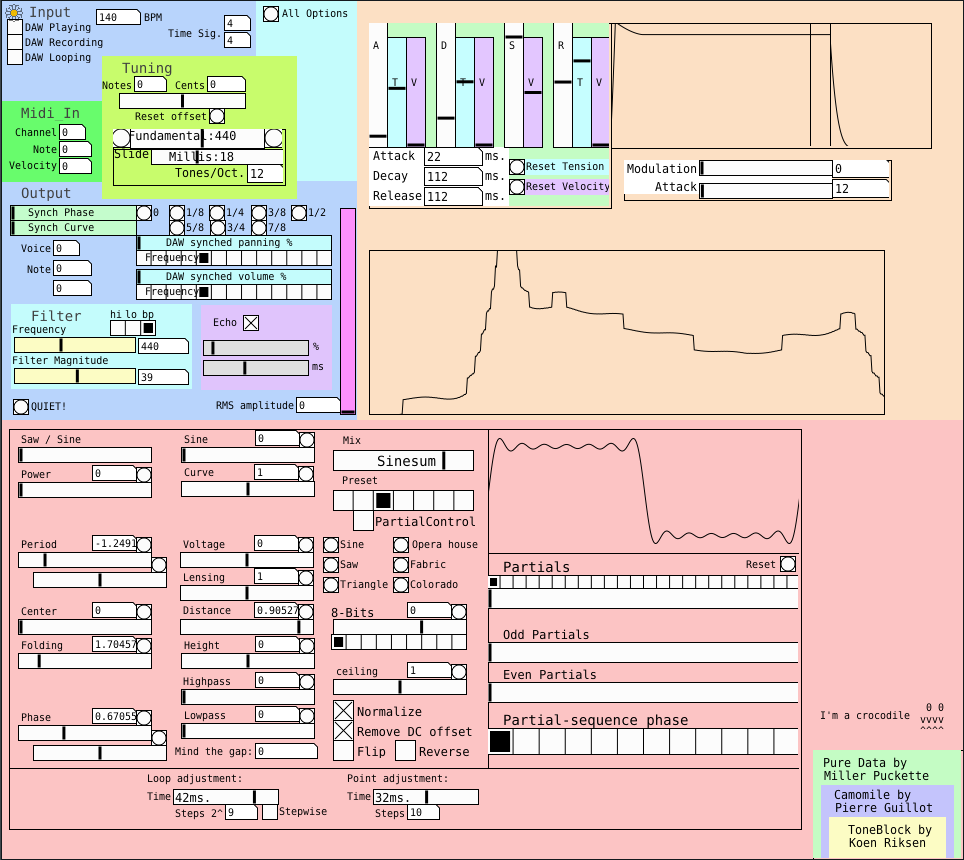 Input
140 BPM
DAW Playing
DAW Recording
DAW Looping
Time Sig. 4
4
All Options
Tuning
Notes 0 Cents 0
Reset offset
Fundamental:440
Slide Millis:18
Tones/Oct. 12
Midi_In
Channel 0
Note 0
Velocity 0
Output
Synch Phase
Synch Curve
0 1/8 1/4 3/8 1/2
5/8 3/4 7/8
Voice 0
Note 0
0
DAW synched panning %
Frequency
DAW synched volume %
Frequency
Filter
hi lo bp
Frequency
440
Filter Magnitude
39
Echo
%
ms
QUIET!
RMS amplitude 0
A T V D T V S V R T V
Attack 22 ms.
Decay 112 ms.
Release 112 ms.
Reset Tension
Reset Velocity
Modulation 0
Attack 12
Saw / Sine
Power 0
Period -1.2491
Center 0
Folding 1.70457
Phase 0.67055
Sine 0
Curve 1
Voltage 0
Lensing 1
Distance 0.90527
Height 0
Highpass 0
Lowpass 0
Mind the gap: 0
Mix
Sinesum
Preset
PartialControl
Sine Opera house
Saw Fabric
Triangle Colorado
8-Bits 0
ceiling 1
Normalize
Remove DC offset
Flip Reverse
Partials
Reset
Odd Partials
Even Partials
Partial-sequence phase
Loop adjustment:
Time 42ms.
Steps 2^ 9 Stepwise
Point adjustment:
Time 32ms.
Steps 10
I'm a crocodile
0 0
vvvv
^^^^
Pure Data by
Miller Puckette
Camomile by
Pierre Guillot
ToneBlock by
Koen Riksen